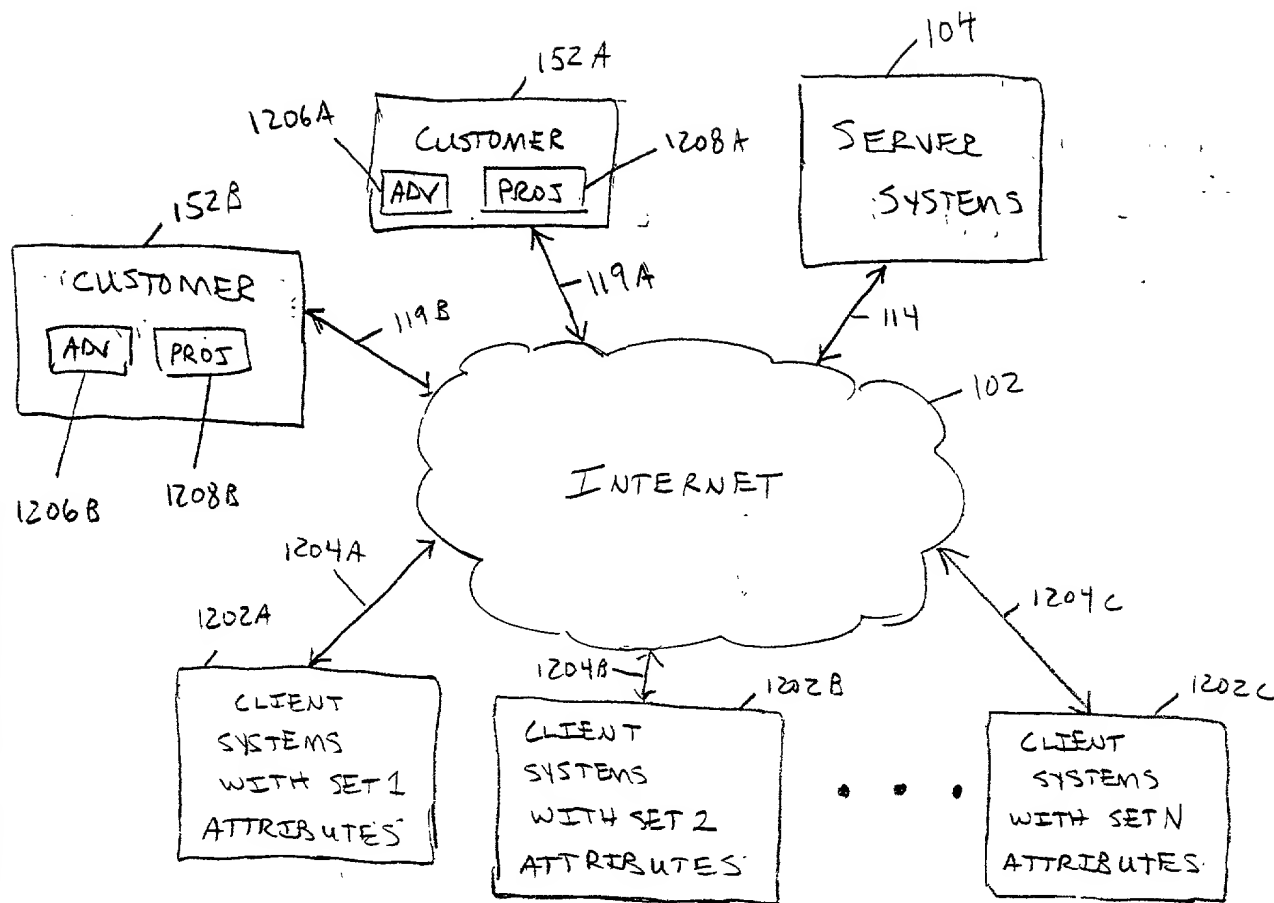 104
152A
1206A
CUSTOMER
1208A
SERVER
SYSTEMS
ADV
PROJ
152B
CUSTOMER
119A
114
119B
ADV
PROJ
102
INTERNET
1206B
1208B
1204A
1202A
1204C
1204B
1202B
1202C
CLIENT
SYSTEMS
WITH SET 1
ATTRIBUTES
CLIENT
SYSTEMS
WITH SET 2
ATTRIBUTES
CLIENT
SYSTEMS
WITH SET N
ATTRIBUTES